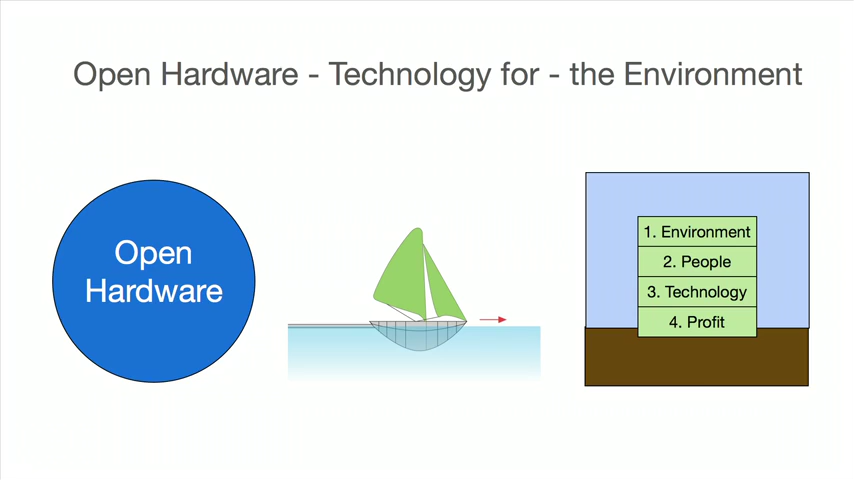 Open Hardware - Technology for - the Environment
Open
Hardware
1. Environment
2. People
3. Technology
4. Profit